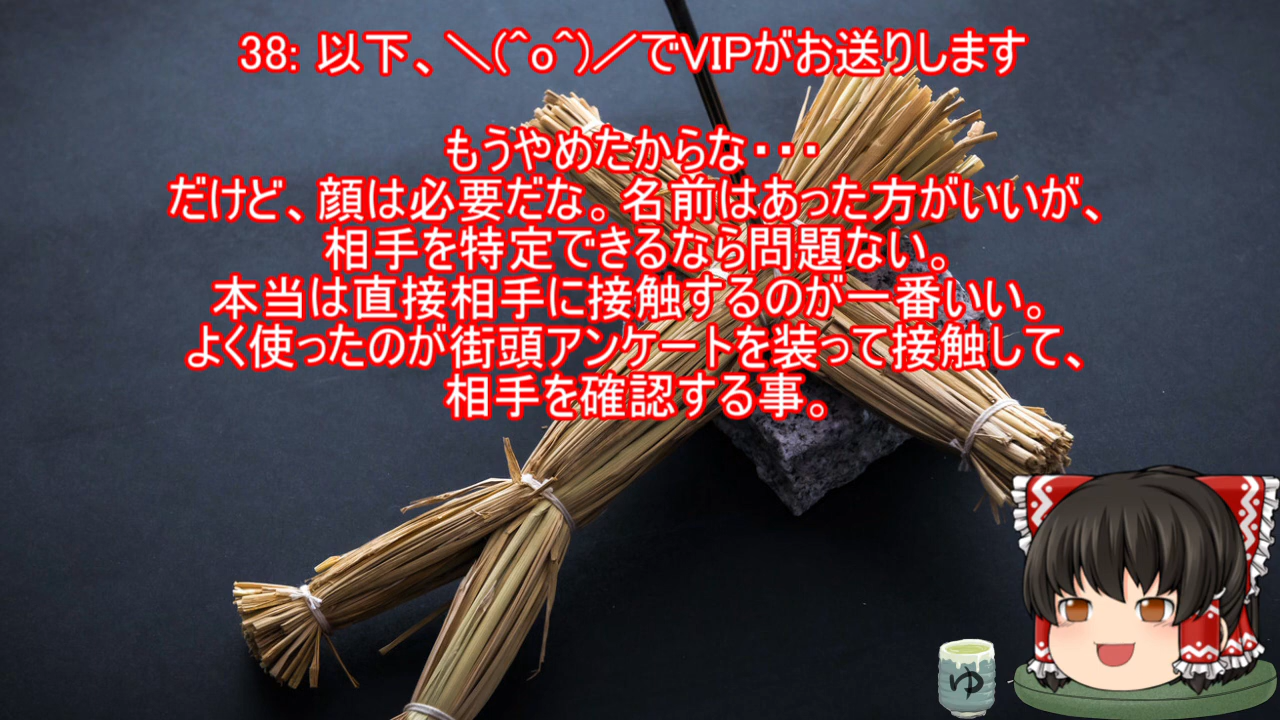 38: 以下、＼(^o^)／でVIPがお送りします
もうやめたからな・・・
だけど、顔は必要だな。名前はあった方がいいが、
相手を特定できるなら問題ない。
本当は直接相手に接触するのが一番いい。
よく使ったのが街頭アンケートを装って接触して、
相手を確認する事。
ゆ